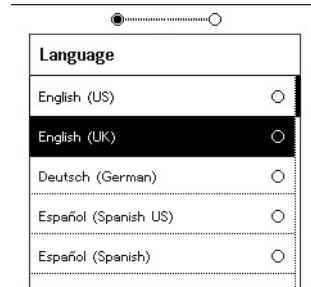 Language
English (US)
English (UK)
Deutsch (German)
Español (Spanish US)
Español (Spanish)